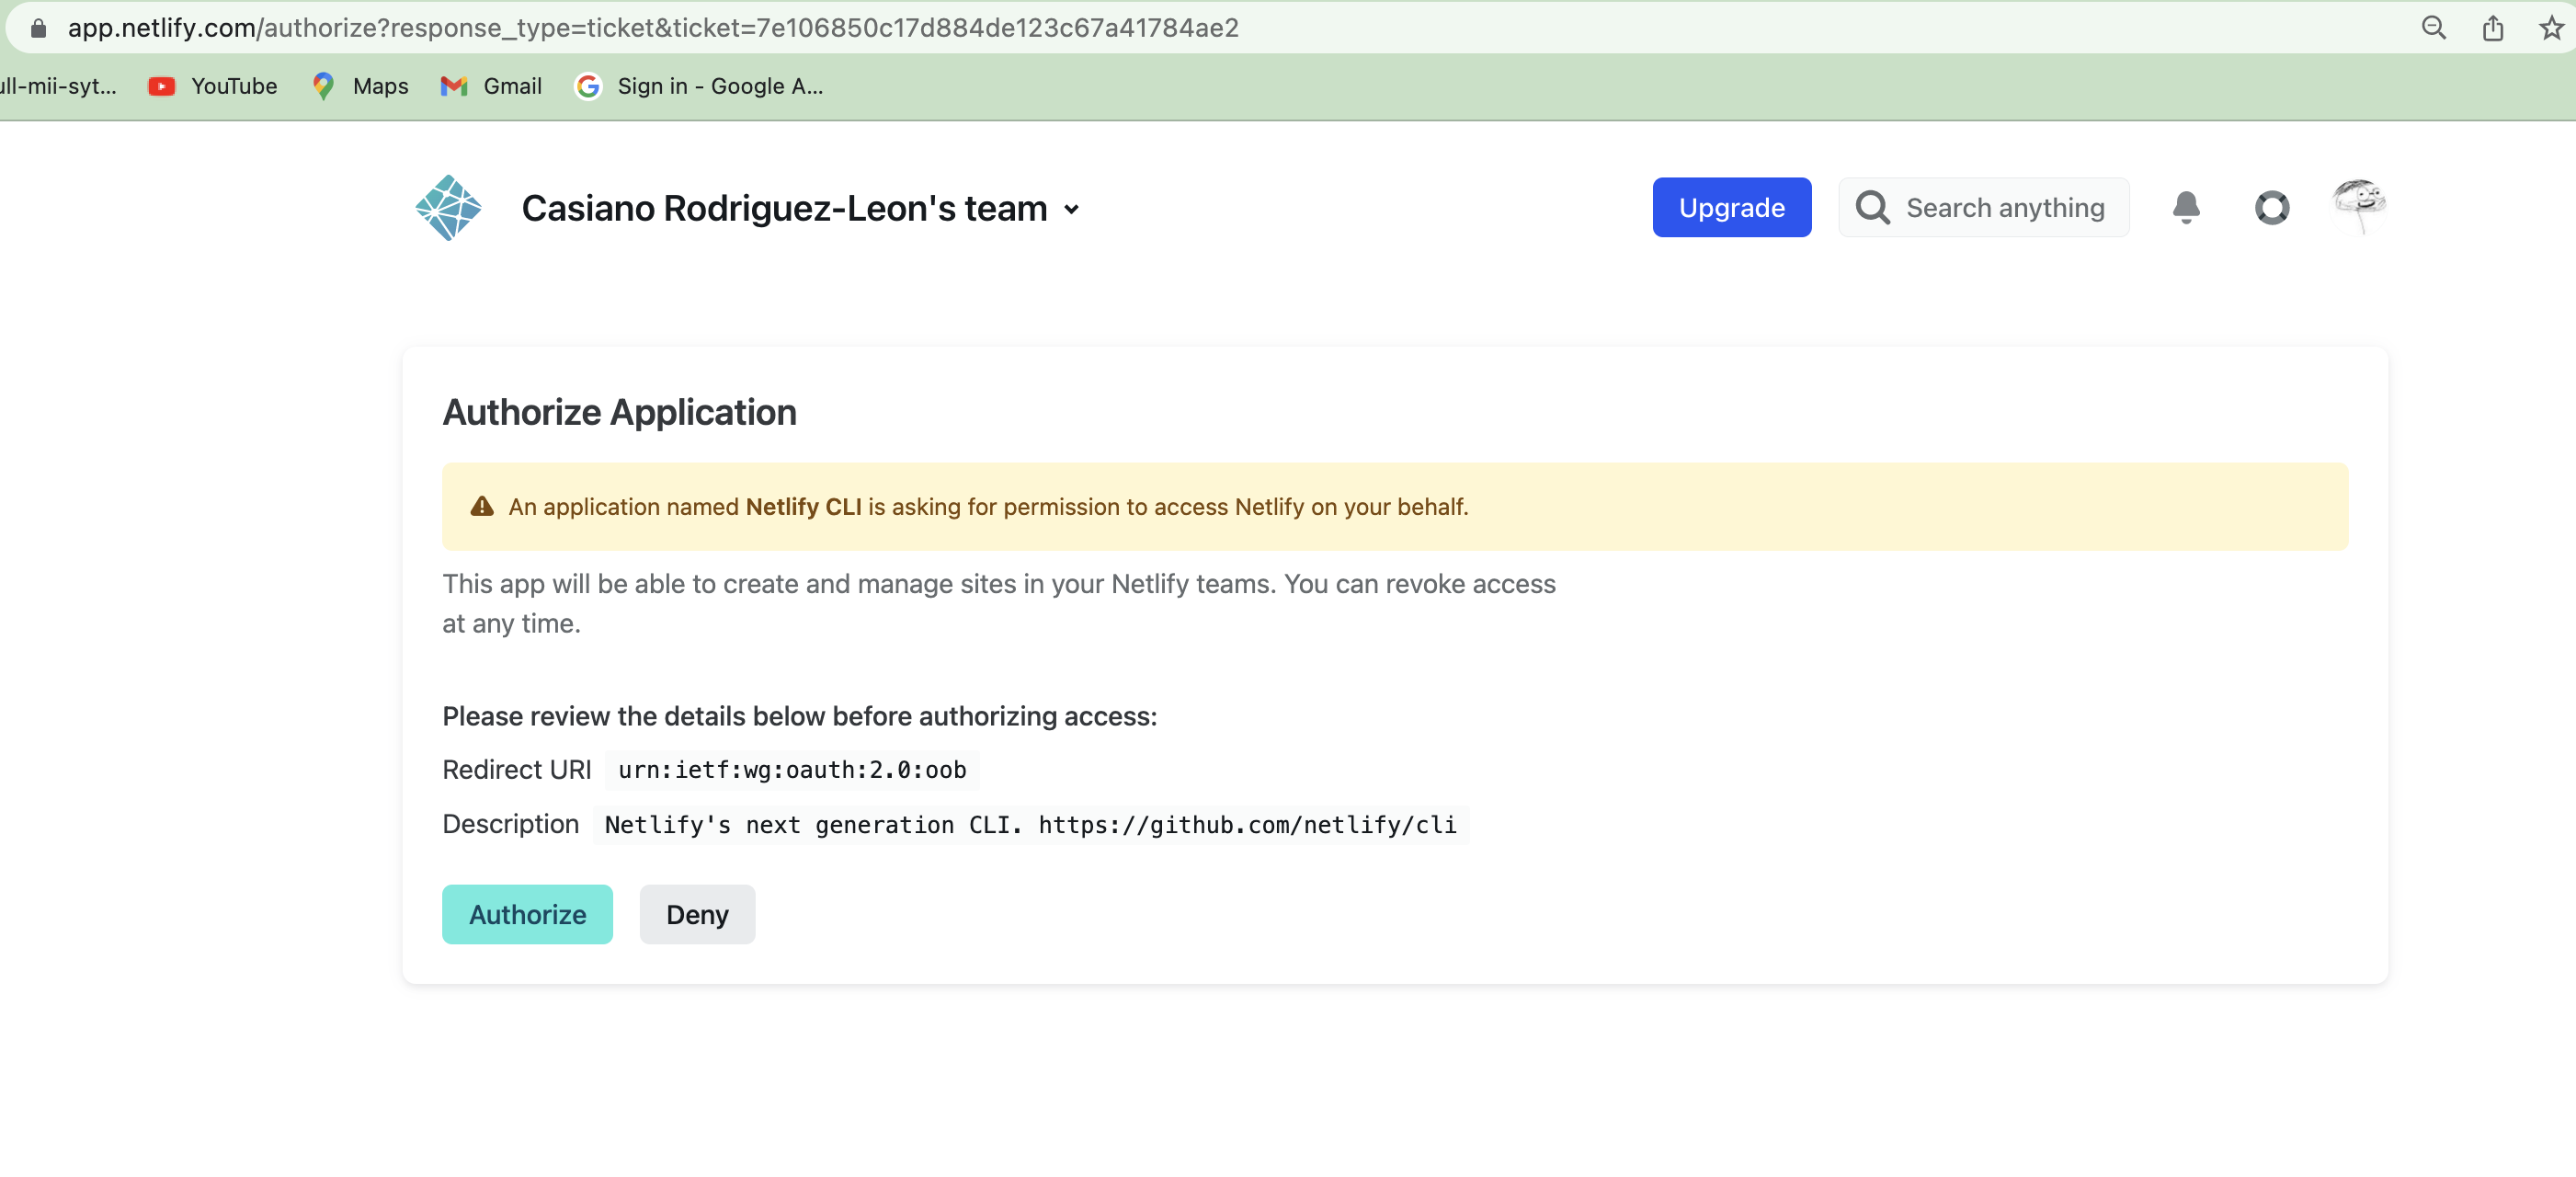 app.netlify.com/authorize?response_type=ticket&ticket=7e106850c17d884de123c67a41784ae2
ull-mii-syt... YouTube Maps Gmail Sign in - Google A...
Casiano Rodriguez-Leon's team Upgrade Search anything
Authorize Application
An application named Netlify CLI is asking for permission to access Netlify on your behalf.
This app will be able to create and manage sites in your Netlify teams. You can revoke access
at any time.
Please review the details below before authorizing access:
Redirect URI urn:ietf:wg:oauth:2.0:oob
Description Netlify's next generation CLI. https://github.com/netlify/cli
Authorize Deny